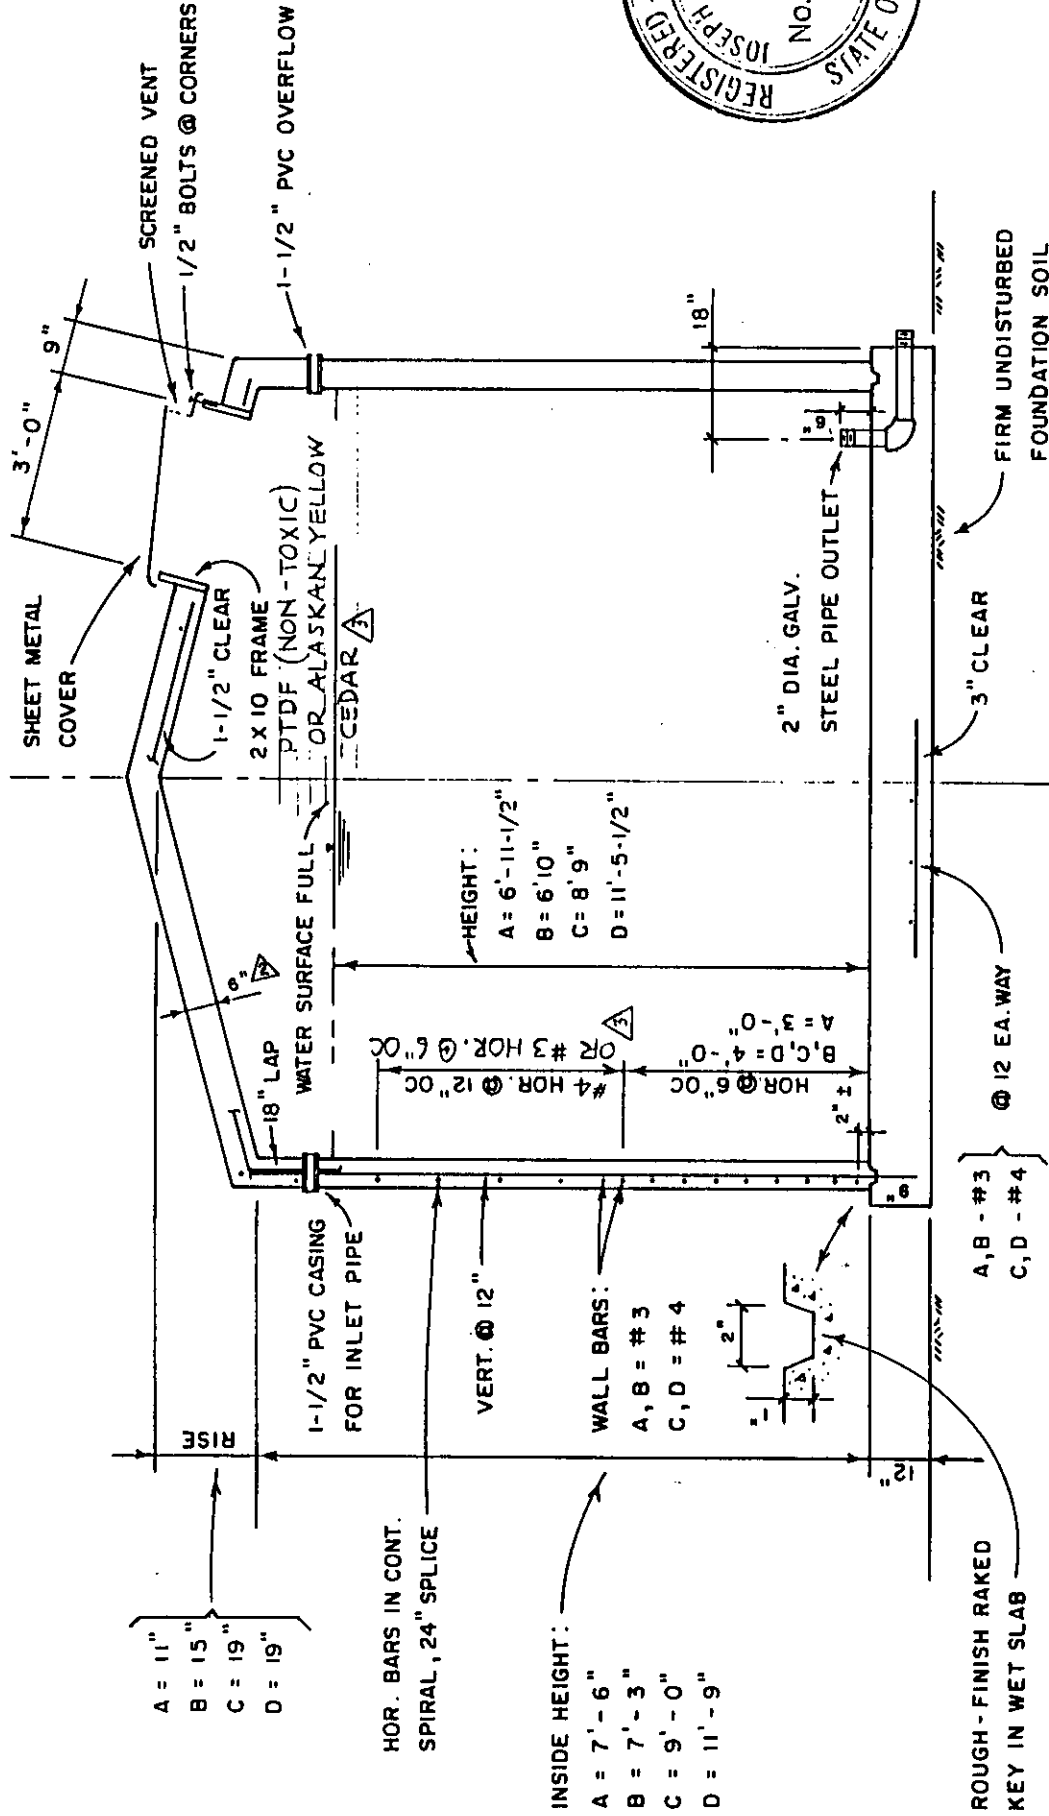 SHEET METAL
COVER
3'-0"
9"
SCREENED VENT
1/2" BOLTS @ CORNERS
1-1/2" PVC OVERFLOW
1-1/2" CLEAR
2 X 10 FRAME
PTDF (NON-TOXIC)
OR ALASKAN YELLOW
CEDAR 3
REGISTERED
JOSEPH
No.
STATE O
A = 11"
B = 15"
C = 19"
D = 19"
RISE
6" 2
18" LAP
WATER SURFACE FULL
1-1/2" PVC CASING
FOR INLET PIPE
HOR. BARS IN CONT.
SPIRAL, 24" SPLICE
VERT. @ 12"
#4 HOR. @ 12" OC
OR #3 HOR. @ 6" OC
3
HEIGHT:
A = 6'-11-1/2"
B = 6'10"
C = 8'9"
D = 11'-5-1/2"
HOR @ 6" OC
B,C,D = 4'-0"
A = 3'-0"
2" ±
WALL BARS:
A, B = #3
C, D = #4
INSIDE HEIGHT:
A = 7'-6"
B = 7'-3"
C = 9'-0"
D = 11'-9"
2"
1"
12"
18"
6"
2" DIA. GALV.
STEEL PIPE OUTLET
3" CLEAR
FIRM UNDISTURBED
FOUNDATION SOIL
A, B - #3
C, D - #4
@ 12 EA. WAY
ROUGH-FINISH RAKED
KEY IN WET SLAB